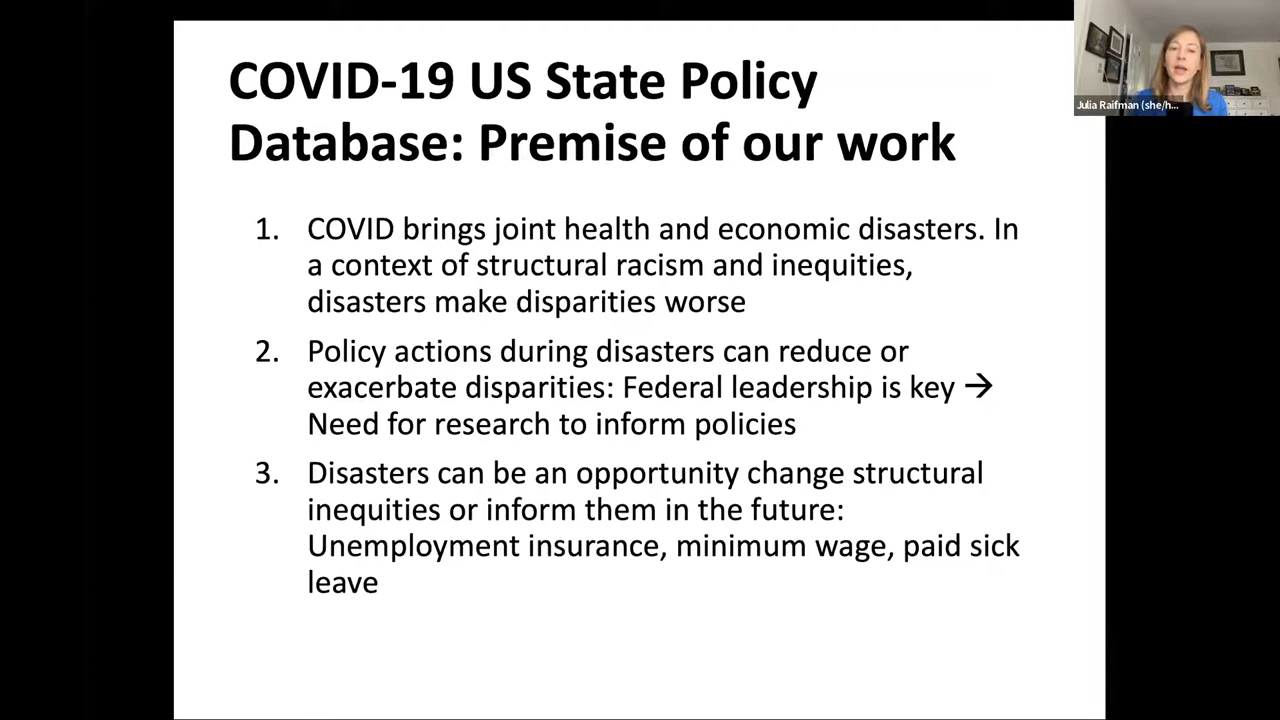 COVID-19 US State Policy
Database: Premise of our work
1. COVID brings joint health and economic disasters. In
a context of structural racism and inequities,
disasters make disparities worse
2. Policy actions during disasters can reduce or
exacerbate disparities: Federal leadership is key →
Need for research to inform policies
3. Disasters can be an opportunity change structural
inequities or inform them in the future:
Unemployment insurance, minimum wage, paid sick
leave
Julia Raifman (she/h...